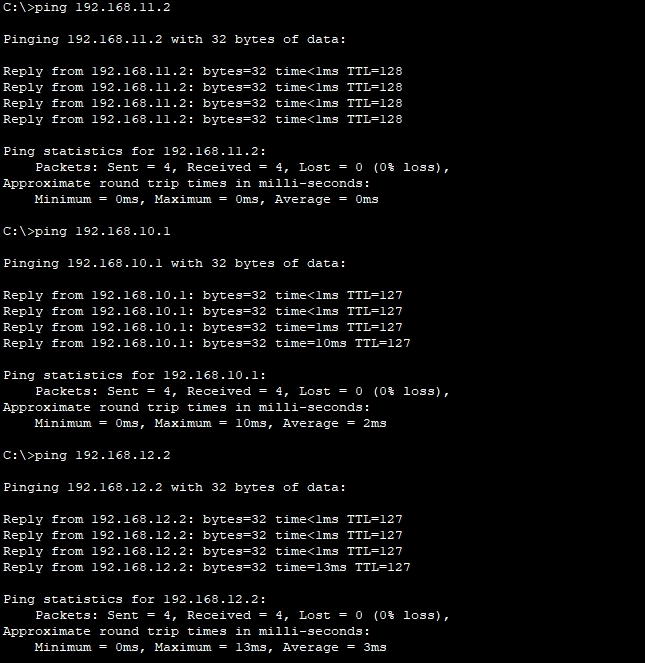 C:\>ping 192.168.11.2
Pinging 192.168.11.2 with 32 bytes of data:
Reply from 192.168.11.2: bytes=32 time<1ms TTL=128
Reply from 192.168.11.2: bytes=32 time<1ms TTL=128
Reply from 192.168.11.2: bytes=32 time<1ms TTL=128
Reply from 192.168.11.2: bytes=32 time<1ms TTL=128
Ping statistics for 192.168.11.2:
    Packets: Sent = 4, Received = 4, Lost = 0 (0% loss),
Approximate round trip times in milli-seconds:
    Minimum = 0ms, Maximum = 0ms, Average = 0ms
C:\>ping 192.168.10.1
Pinging 192.168.10.1 with 32 bytes of data:
Reply from 192.168.10.1: bytes=32 time<1ms TTL=127
Reply from 192.168.10.1: bytes=32 time<1ms TTL=127
Reply from 192.168.10.1: bytes=32 time=1ms TTL=127
Reply from 192.168.10.1: bytes=32 time=10ms TTL=127
Ping statistics for 192.168.10.1:
    Packets: Sent = 4, Received = 4, Lost = 0 (0% loss),
Approximate round trip times in milli-seconds:
    Minimum = 0ms, Maximum = 10ms, Average = 2ms
C:\>ping 192.168.12.2
Pinging 192.168.12.2 with 32 bytes of data:
Reply from 192.168.12.2: bytes=32 time<1ms TTL=127
Reply from 192.168.12.2: bytes=32 time<1ms TTL=127
Reply from 192.168.12.2: bytes=32 time<1ms TTL=127
Reply from 192.168.12.2: bytes=32 time=13ms TTL=127
Ping statistics for 192.168.12.2:
    Packets: Sent = 4, Received = 4, Lost = 0 (0% loss),
Approximate round trip times in milli-seconds:
    Minimum = 0ms, Maximum = 13ms, Average = 3ms